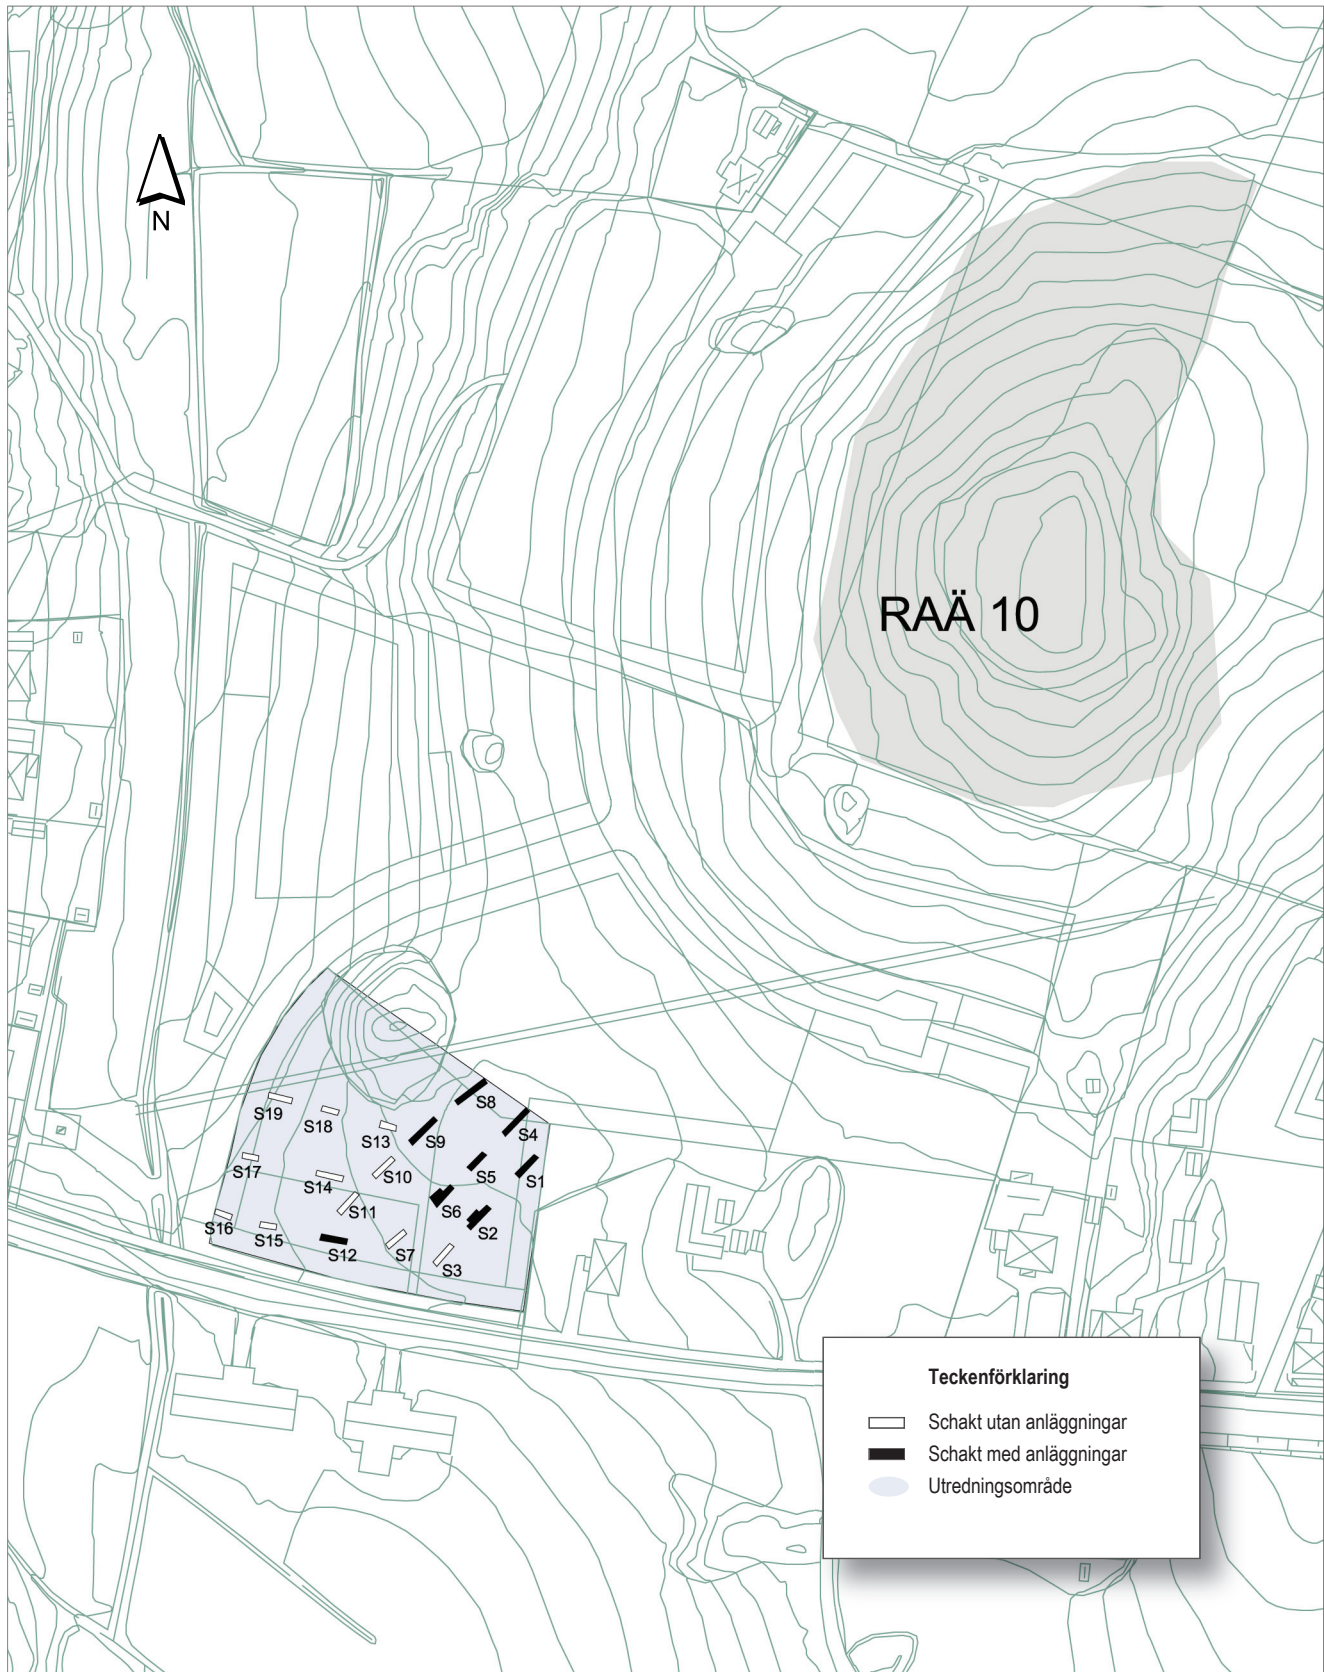 N
RAÄ 10
S8
S19
S18
S4
S13
S9
S17
S5
S1
S14
S10
S6
S11
S2
S16
S15
S12
S7
S3
Teckenförklaring
Schakt utan anläggningar
Schakt med anläggningar
Utredningsområde